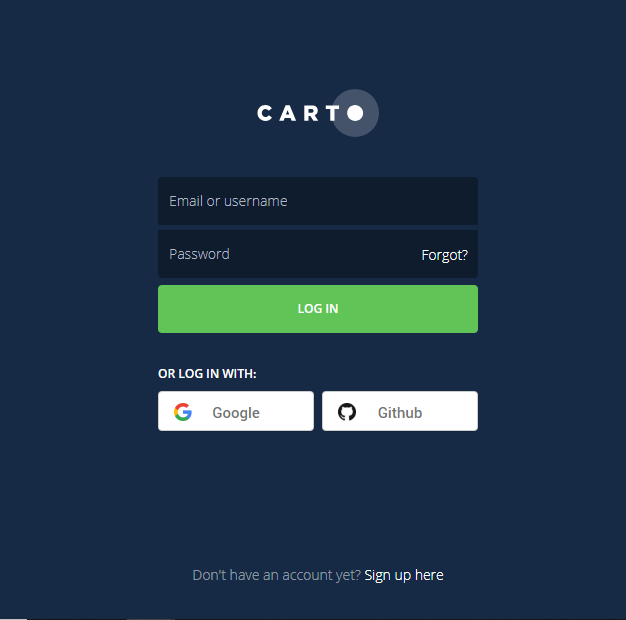 CARTO
Email or username
Password Forgot?
LOG IN
OR LOG IN WITH:
Google Github
Don't have an account yet? Sign up here